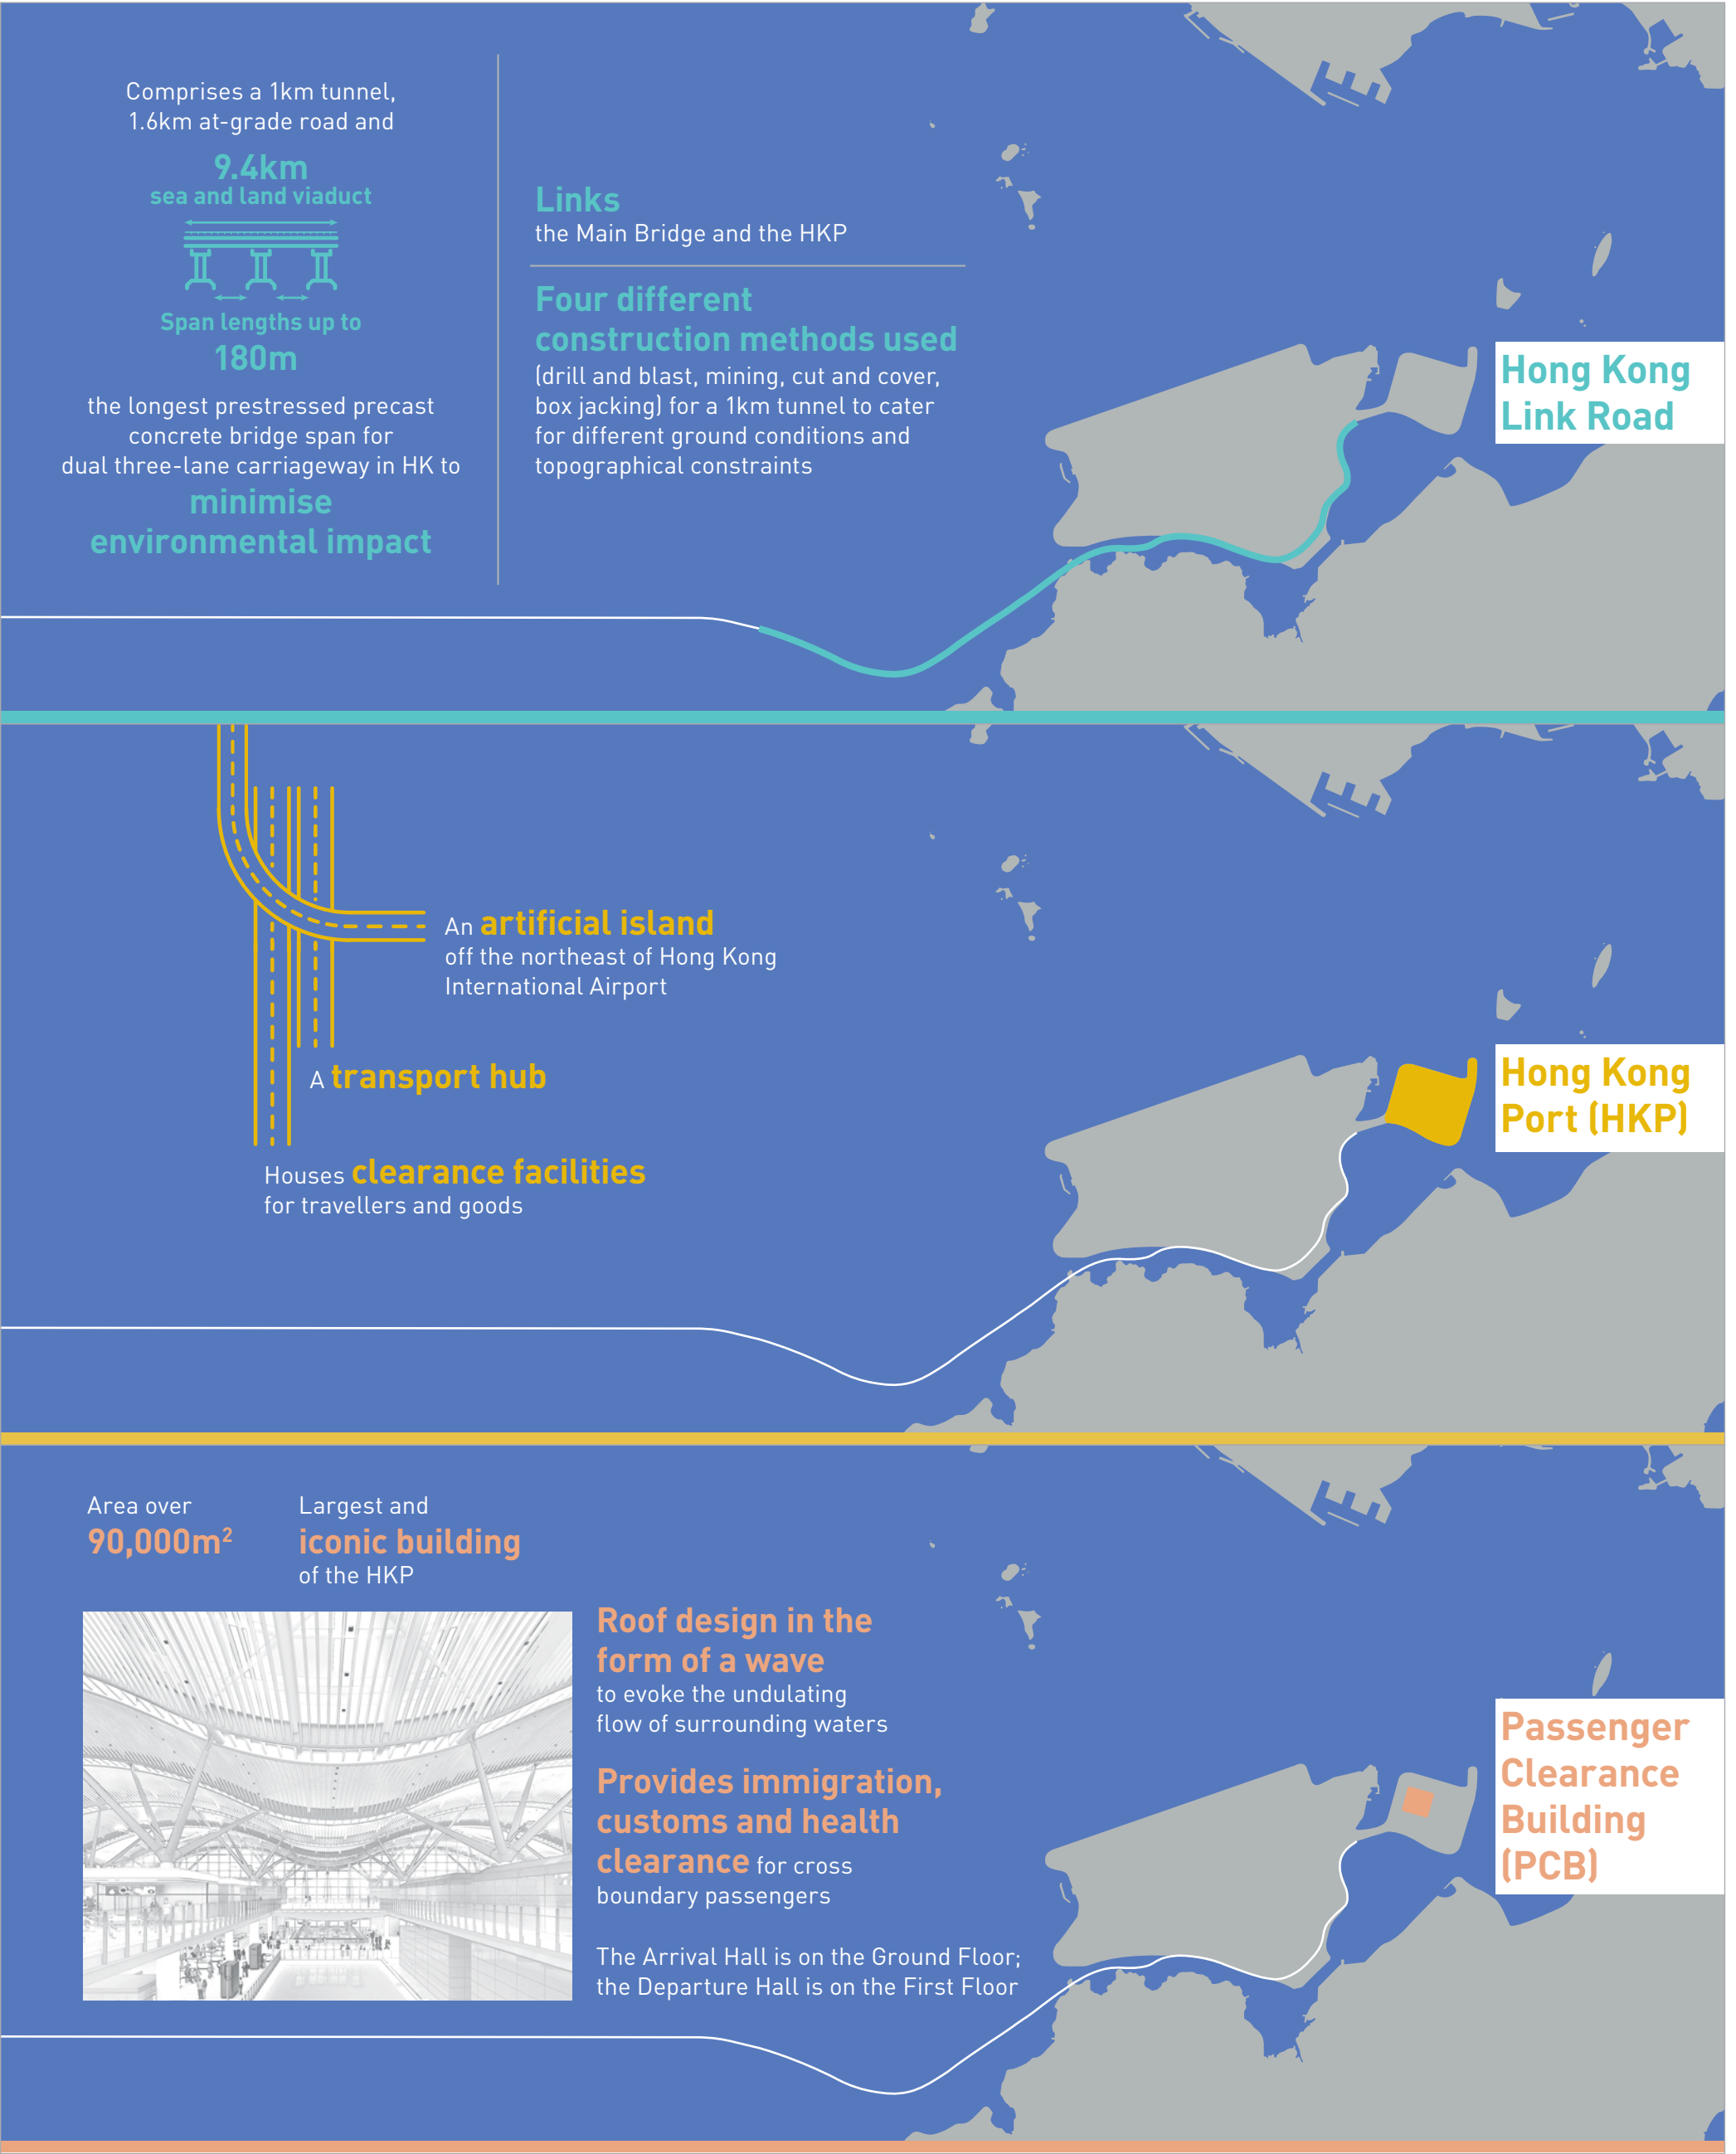 Comprises a 1km tunnel,
1.6km at-grade road and
9.4km
sea and land viaduct
Span lengths up to
180m
the longest prestressed precast
concrete bridge span for
dual three-lane carriageway in HK to
minimise
environmental impact
Links
the Main Bridge and the HKP
Four different
construction methods used
(drill and blast, mining, cut and cover,
box jacking) for a 1km tunnel to cater
for different ground conditions and
topographical constraints
Hong Kong
Link Road
An artificial island
off the northeast of Hong Kong
International Airport
A transport hub
Houses clearance facilities
for travellers and goods
Hong Kong
Port (HKP)
Area over
90,000m²
Largest and
iconic building
of the HKP
Roof design in the
form of a wave
to evoke the undulating
flow of surrounding waters
Provides immigration,
customs and health
clearance for cross
boundary passengers
The Arrival Hall is on the Ground Floor;
the Departure Hall is on the First Floor
Passenger
Clearance
Building
(PCB)